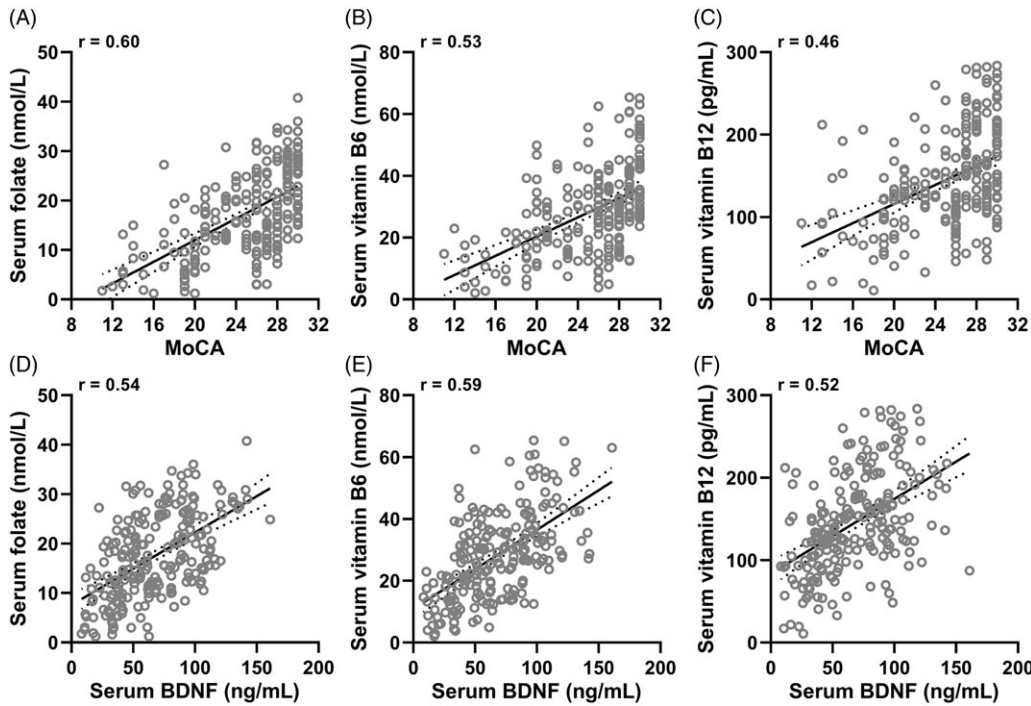 (A)
r = 0.60
Serum folate (nmol/L)
50
40
30
20
10
0
8 12 16 20 24 28 32
MoCA
(B)
r = 0.53
Serum vitamin B6 (nmol/L)
80
60
40
20
0
8 12 16 20 24 28 32
MoCA
(C)
r = 0.46
Serum vitamin B12 (pg/mL)
300
200
100
0
8 12 16 20 24 28 32
MoCA
(D)
r = 0.54
Serum folate (nmol/L)
50
40
30
20
10
0
0 50 100 150 200
Serum BDNF (ng/mL)
(E)
r = 0.59
Serum vitamin B6 (nmol/L)
80
60
40
20
0
0 50 100 150 200
Serum BDNF (ng/mL)
(F)
r = 0.52
Serum vitamin B12 (pg/mL)
300
200
100
0
0 50 100 150 200
Serum BDNF (ng/mL)